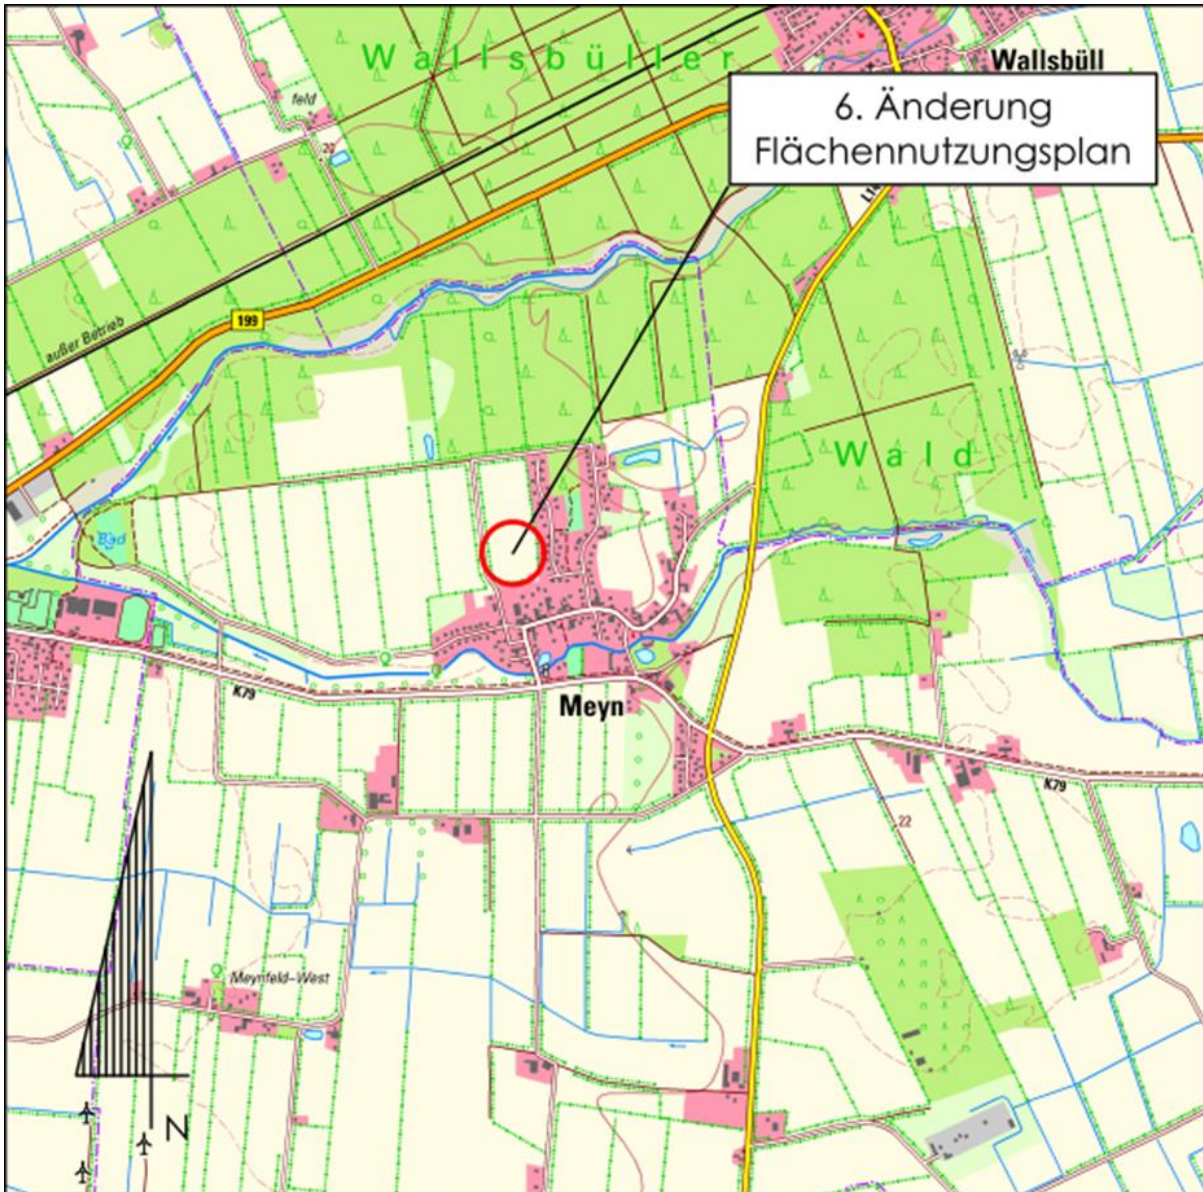 Wallsbüller
Wallsbüll
6. Änderung
Flächennutzungsplan
feld
20
außer Betrieb
199
Wald
Bad
K79
Meyn
K79
22
Meynfeld-West
N